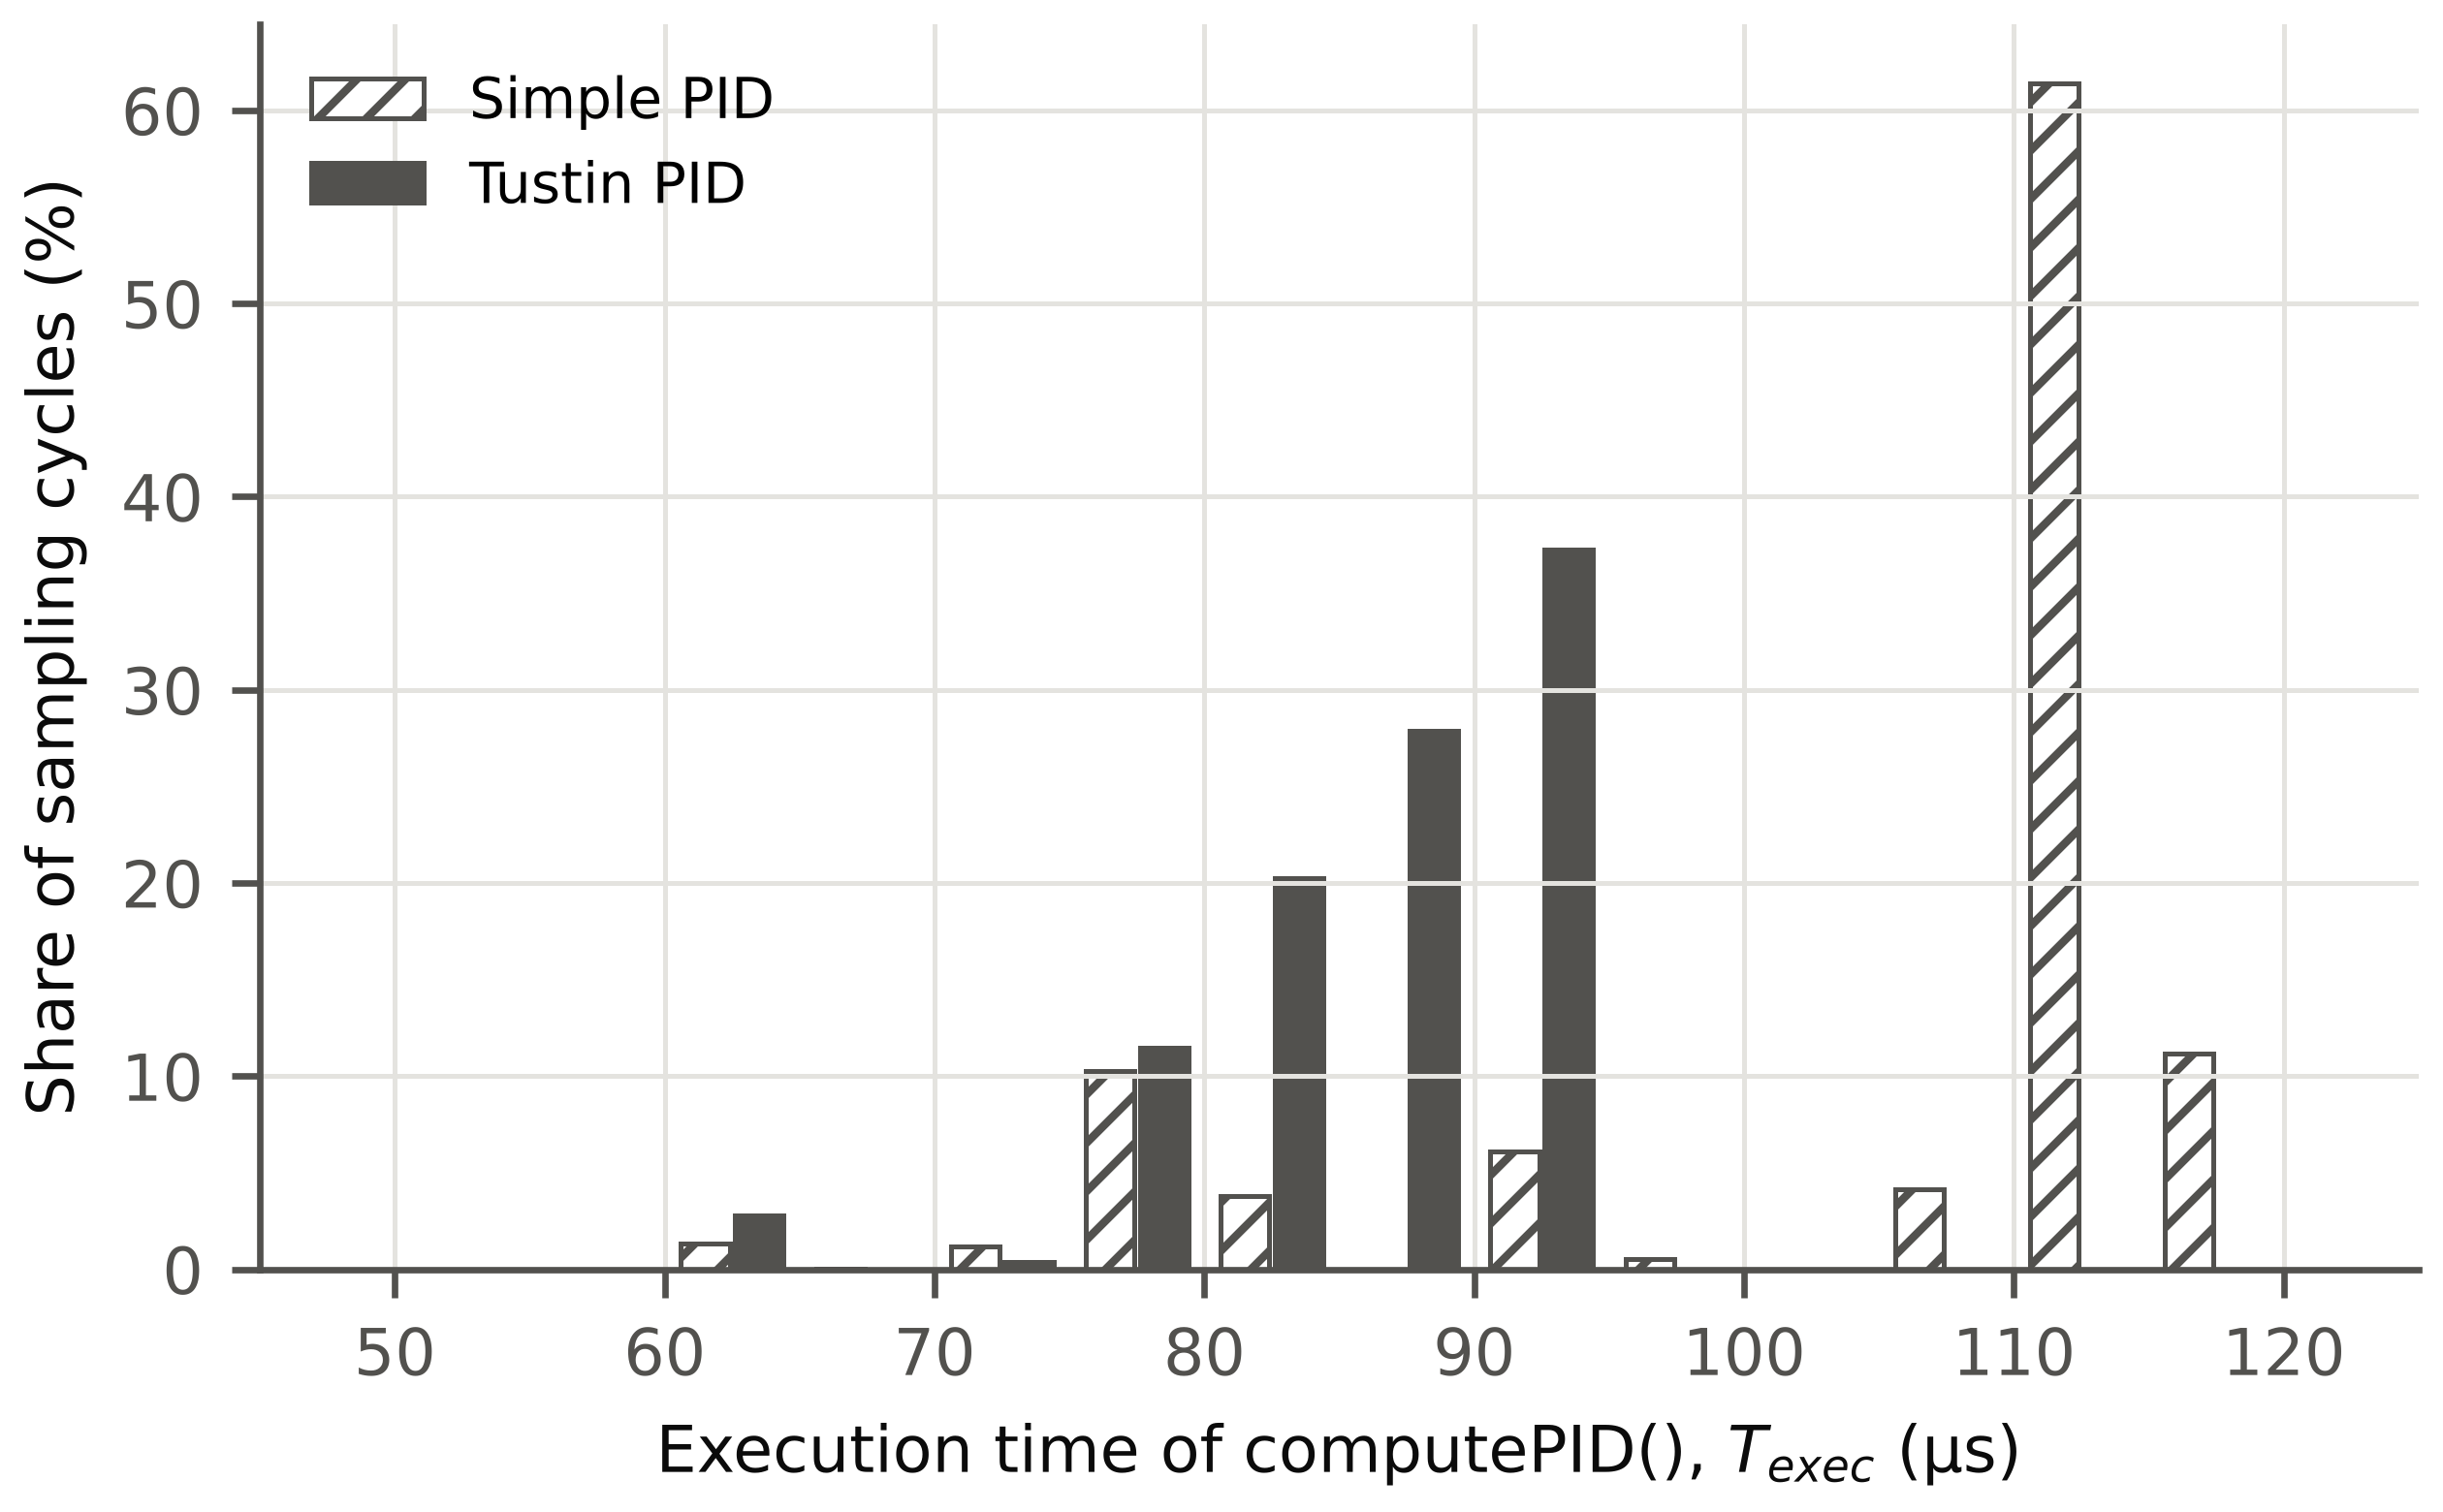 Simple PID
Tustin PID
Share of sampling cycles (%)
60
50
40
30
20
10
0
50 60 70 80 90 100 110 120
Execution time of computePID(), T_exec (µs)